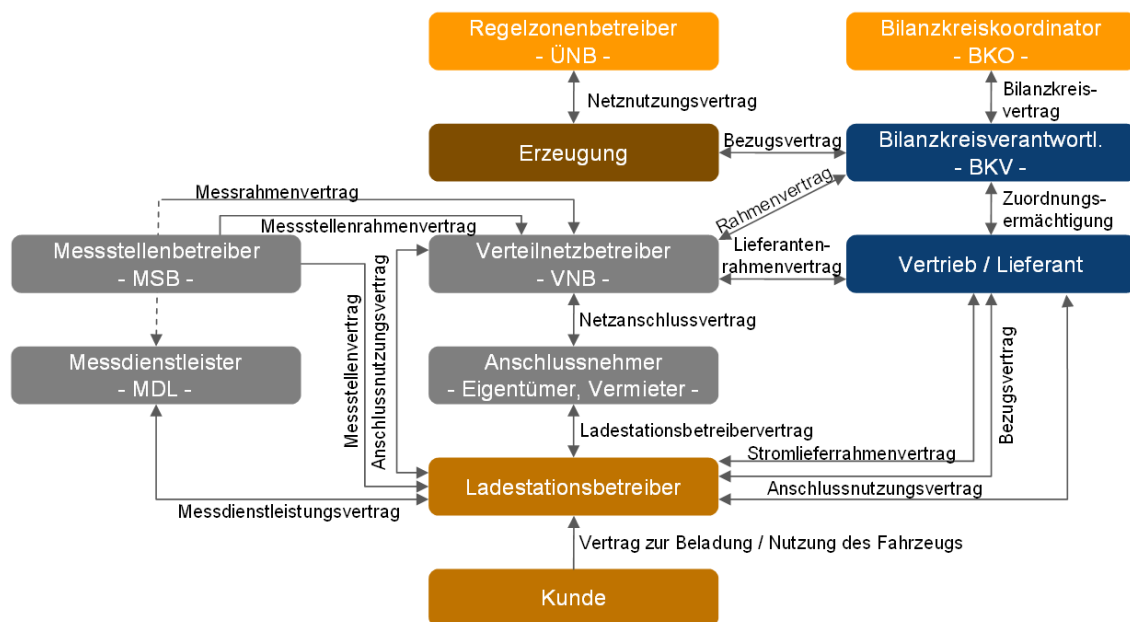 Regelzonenbetreiber
- ÜNB -
Bilanzkreiskoordinator
- BKO -
Netznutzungsvertrag
Bilanzkreis-
vertrag
Erzeugung
Bezugsvertrag
Bilanzkreisverantwortl.
- BKV -
Messrahmenvertrag
Rahmenvertrag
Zuordnungs-
ermächtigung
Messstellenrahmenvertrag
Messstellenbetreiber
- MSB -
Verteilnetzbetreiber
- VNB -
Lieferanten-
rahmenvertrag
Vertrieb / Lieferant
Messstellenvertrag
Anschlussnutzungsvertrag
Netzanschlussvertrag
Bezugsvertrag
Messdienstleister
- MDL -
Anschlussnehmer
- Eigentümer, Vermieter -
Ladestationsbetreibervertrag
Stromlieferrahmenvertrag
Ladestationsbetreiber
Anschlussnutzungsvertrag
Messdienstleistungsvertrag
Vertrag zur Beladung / Nutzung des Fahrzeugs
Kunde